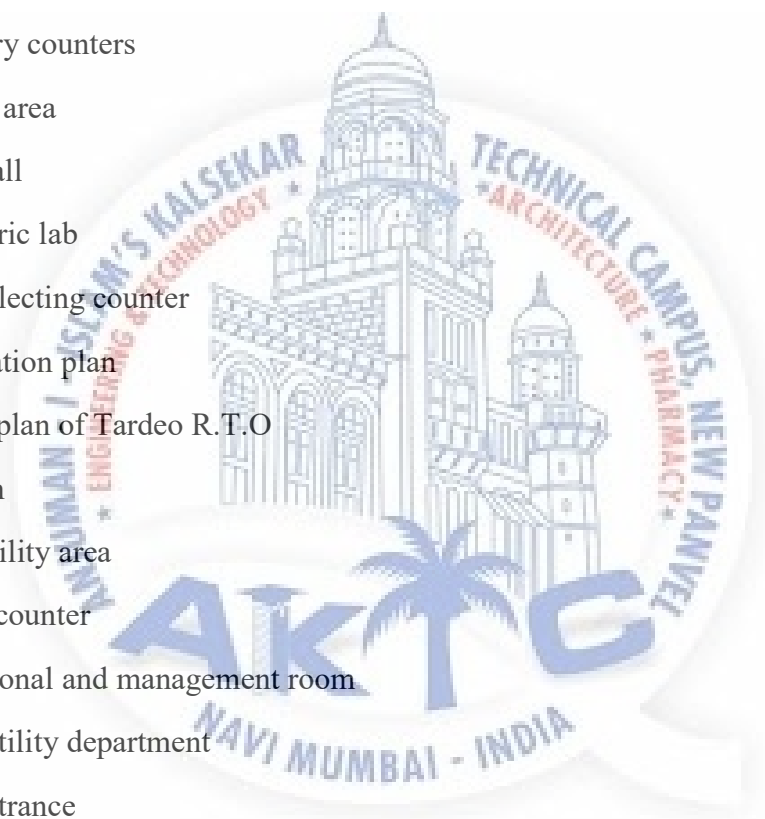 ry counters
area
all
ric lab
lecting counter
ation plan
plan of Tardeo R.T.O
n
ility area
counter
onal and management room
tility department
trance
ANJUMAN - I - ISLAM'S KALSEKAR TECHNICAL CAMPUS, NEW PANVEL
ENGINEERING & TECHNOLOGY * * ARCHITECTURE * PHARMACY *
AKTC
NAVI MUMBAI - INDIA